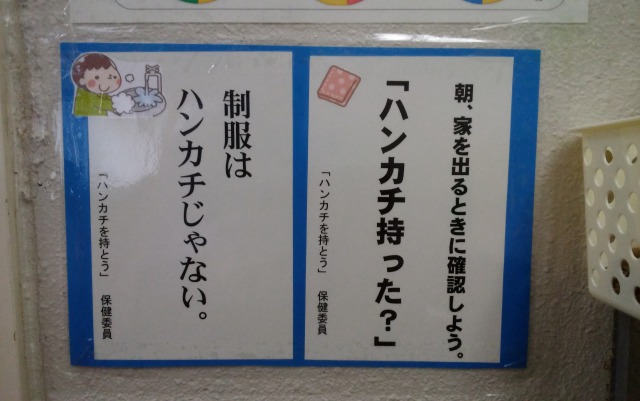 朝、家を出るときに確認しよう。
「ハンカチ持った？」
「ハンカチを持とう」　保健委員
制服は
ハンカチじゃない。
「ハンカチを持とう」　保健委員